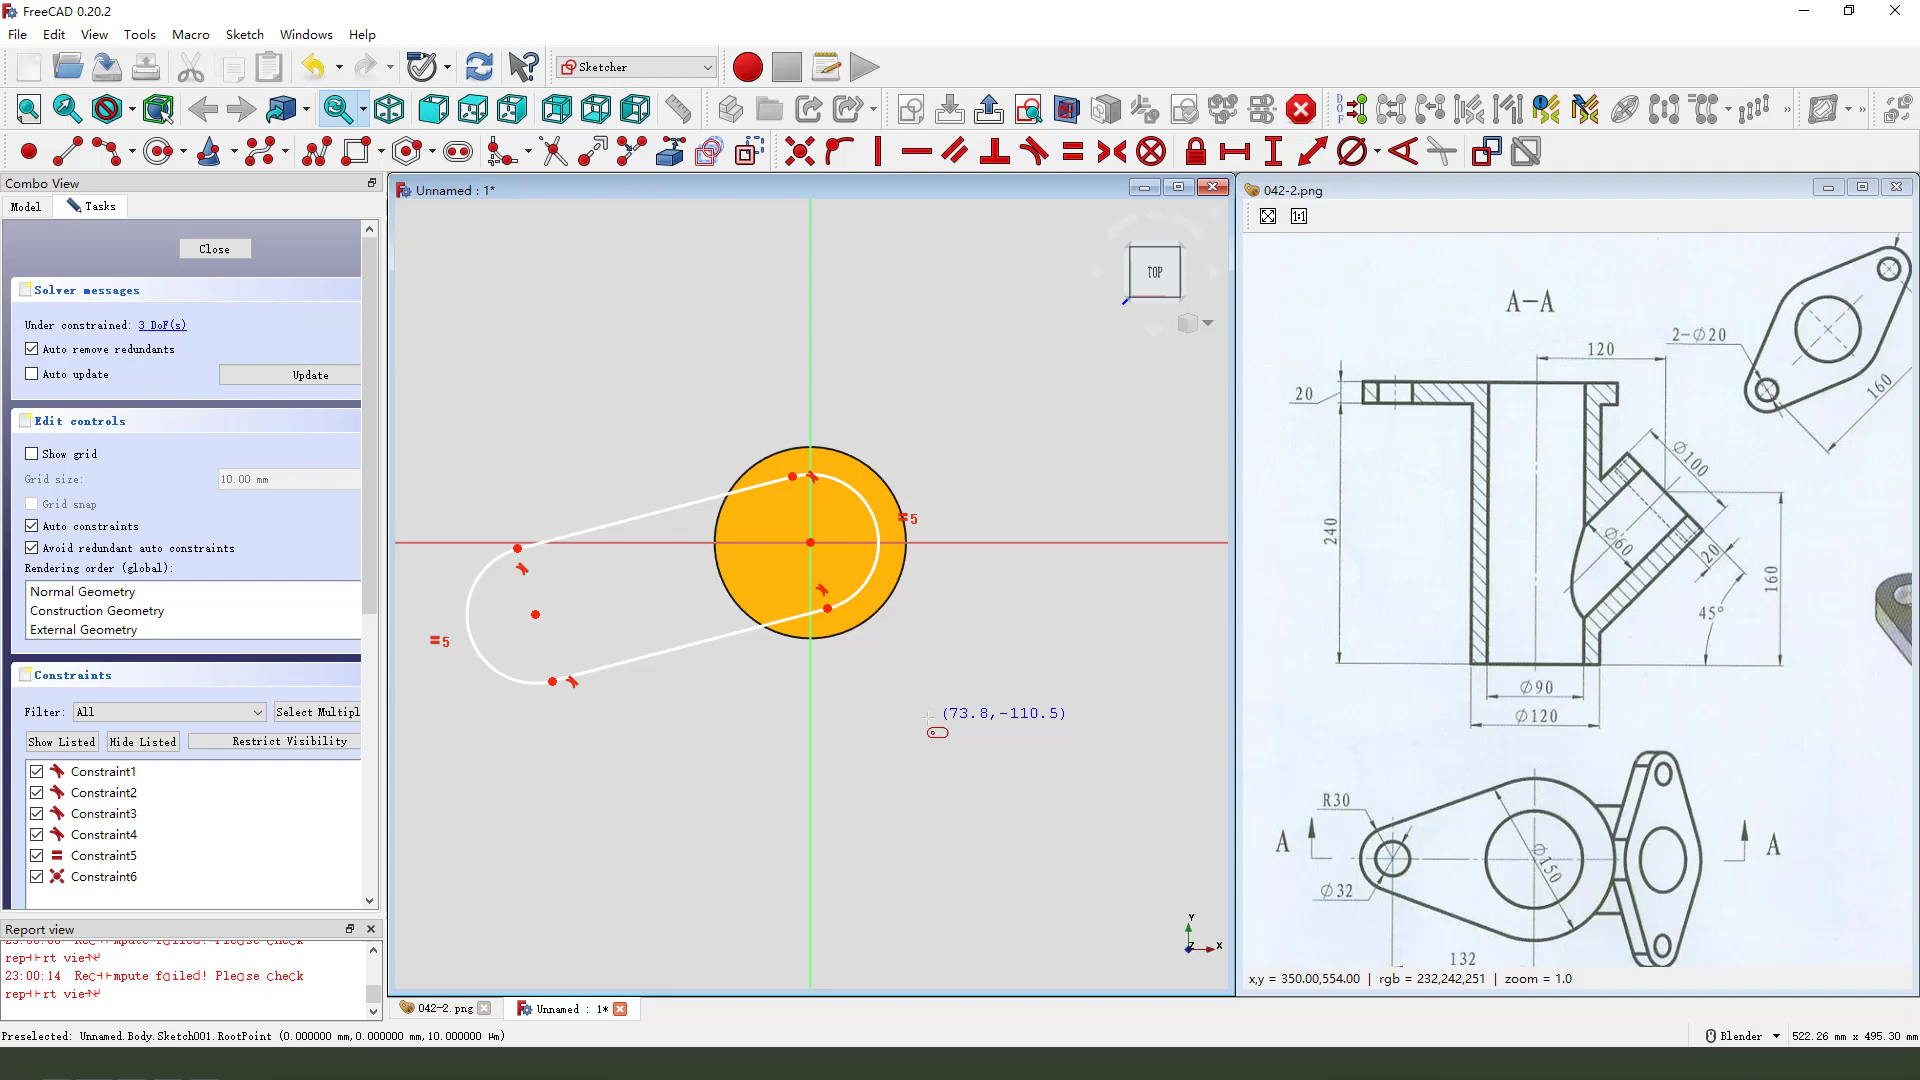 FreeCAD 0.20.2
File Edit View Tools Macro Sketch Windows Help
Sketcher
Combo View
Model Tasks
Close
Solver messages
Under constrained: 3 DoF(s)
Auto remove redundants
Auto update
Update
Edit controls
Show grid
Grid size: 10.00 mm
Grid snap
Auto constraints
Avoid redundant auto constraints
Rendering order (global):
Normal Geometry
Construction Geometry
External Geometry
Constraints
Filter: All Select Multipl
Show Listed Hide Listed Restrict Visibility
Constraint1
Constraint2
Constraint3
Constraint4
Constraint5
Constraint6
Report view
23:00:14
Please check
Unnamed : 1*
TOP
5
5
(73.8,-110.5)
Y
Z X
042-2.png
1:1
A-A
2-Ø20
120
160
20
Ø100
240
Ø60
20
160
45°
Ø90
Ø120
R30
A A
Ø150
Ø32
132
x,y = 350.00,554.00 | rgb = 232,242,251 | zoom = 1.0
042-2.png Unnamed : 1*
Preselected: Unnamed.Body.Sketch001.RootPoint (0.000000 mm,0.000000 mm,10.000000 µm)
Blender 522.26 mm x 495.30 mm